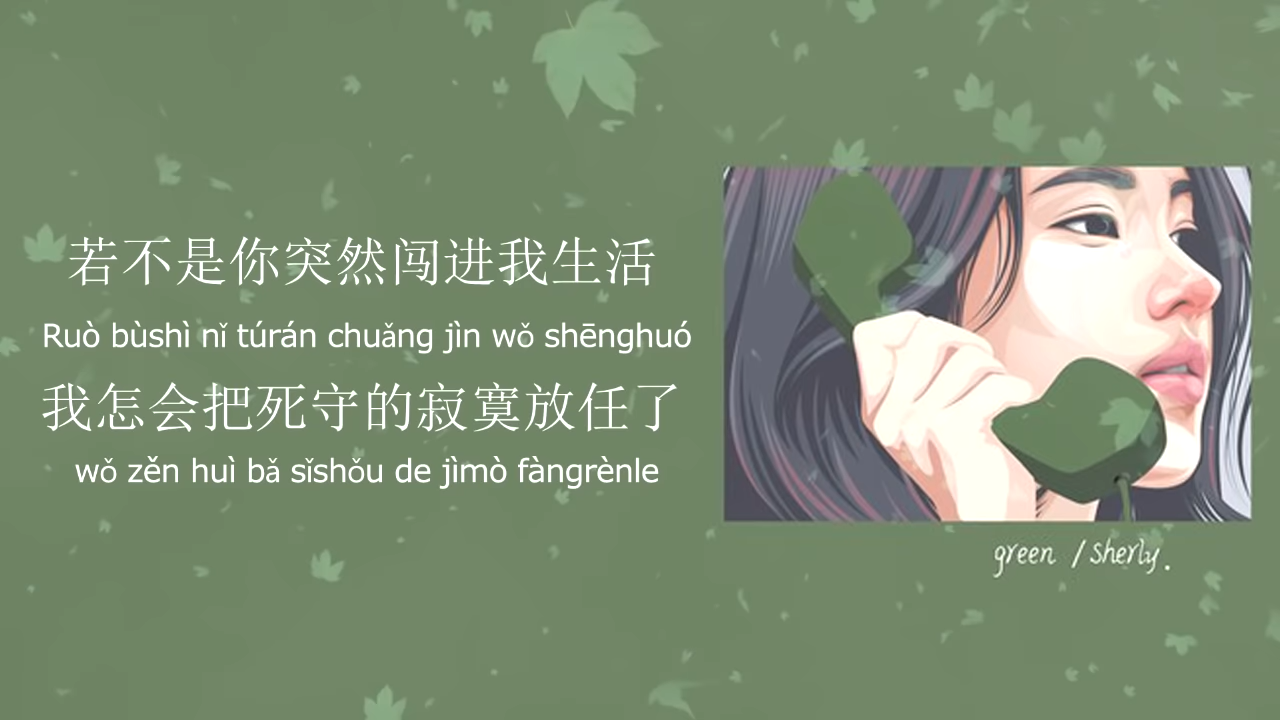 若不是你突然闯进我生活
Ruò bùshì nǐ túrán chuǎng jìn wǒ shēnghuó
我怎会把死守的寂寞放任了
wǒ zěn huì bǎ sǐshǒu de jìmò fàngrènle
green / Sherly.